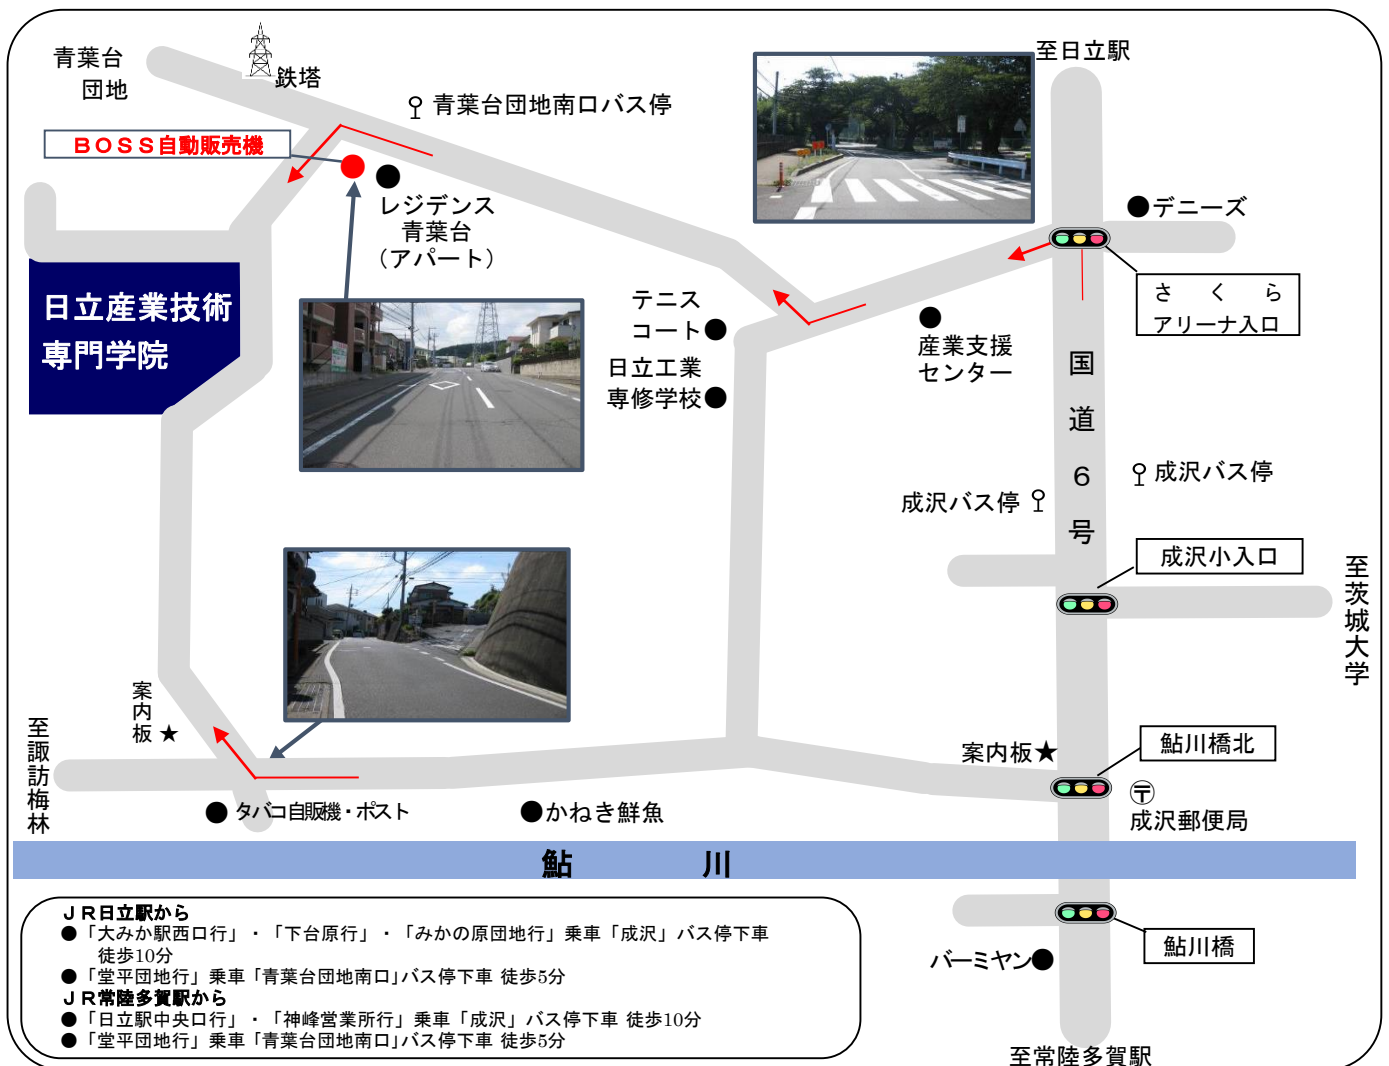 至日立駅
青葉台
団地
鉄塔
青葉台団地南口バス停
ＢＯＳＳ自動販売機
レジデンス
青葉台
（アパート）
デニーズ
さくら
アリーナ入口
日立産業技術
専門学院
テニス
コート
日立工業
専修学校
産業支援
センター
国道６号
成沢バス停
成沢バス停
成沢小入口
至茨城大学
案内板★
至諏訪梅林
案内板★
鮎川橋北
〒
成沢郵便局
タバコ自販機・ポスト
かねき鮮魚
鮎川
鮎川橋
バーミヤン
至常陸多賀駅
ＪＲ日立駅から
●「大みか駅西口行」・「下台原行」・「みかの原団地行」乗車「成沢」バス停下車
徒歩10分
●「堂平団地行」乗車「青葉台団地南口」バス停下車 徒歩5分
ＪＲ常陸多賀駅から
●「日立駅中央口行」・「神峰営業所行」乗車「成沢」バス停下車 徒歩10分
●「堂平団地行」乗車「青葉台団地南口」バス停下車 徒歩5分